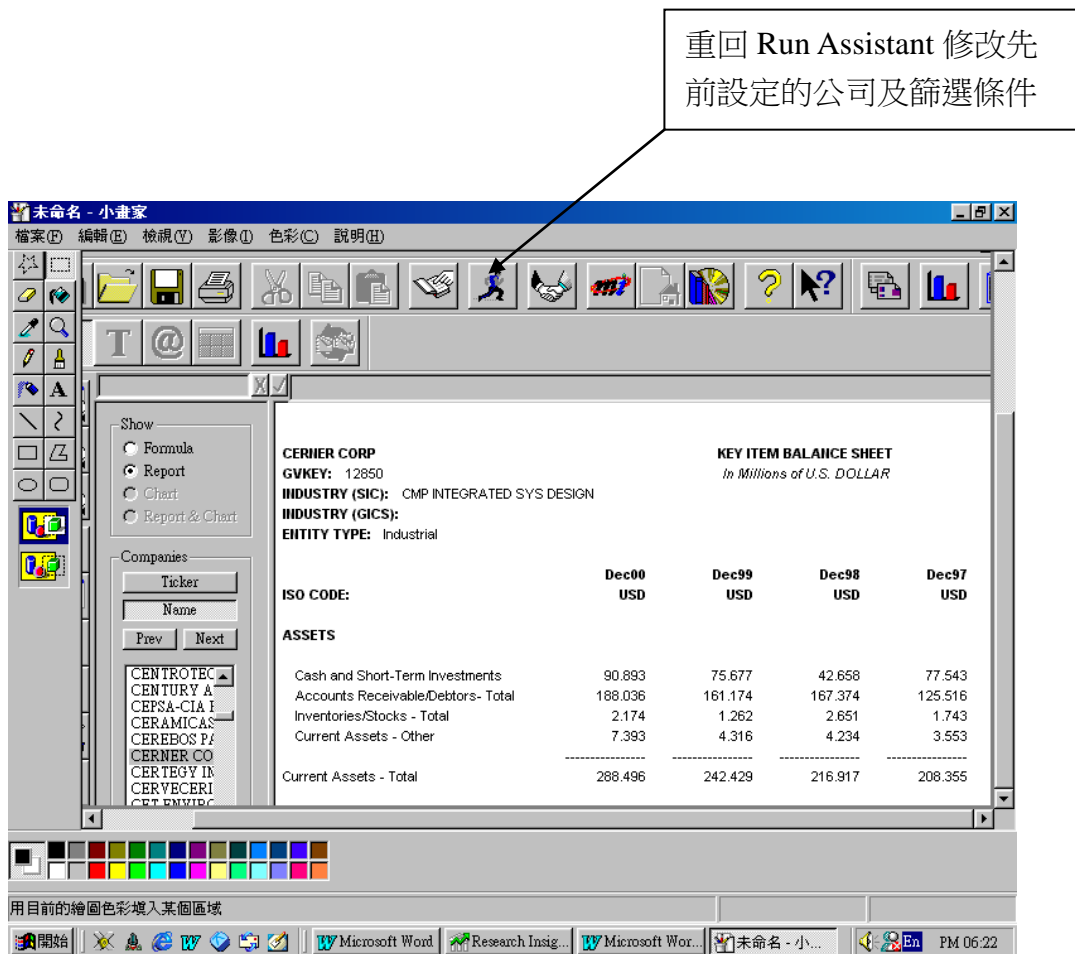 重回 Run Assistant 修改先
前設定的公司及篩選條件
未命名 - 小畫家
檔案(F) 編輯(E) 檢視(V) 影像(I) 色彩(C) 說明(H)
T @
A
Show
Formula
Report
Chart
Report & Chart
Companies
Ticker
Name
Prev Next
CENTROTEC
CENTURY A
CEPSA-CIA E
CERAMICAS
CEREBOS PA
CERNER CO
CERTEGY IN
CERVECERI
CET ENVIRC
CERNER CORP KEY ITEM BALANCE SHEET
GVKEY: 12850 In Millions of U.S. DOLLAR
INDUSTRY (SIC): CMP INTEGRATED SYS DESIGN
INDUSTRY (GICS):
ENTITY TYPE: Industrial
Dec00 Dec99 Dec98 Dec97
ISO CODE: USD USD USD USD
ASSETS
Cash and Short-Term Investments 90.893 75.677 42.658 77.543
Accounts Receivable/Debtors- Total 188.036 161.174 167.374 125.516
Inventories/Stocks - Total 2.174 1.262 2.651 1.743
Current Assets - Other 7.393 4.316 4.234 3.553
Current Assets - Total 288.496 242.429 216.917 208.355
用目前的繪圖色彩填入某個區域
開始 Microsoft Word Research Insig... Microsoft Wor... 未命名 - 小... En PM 06:22